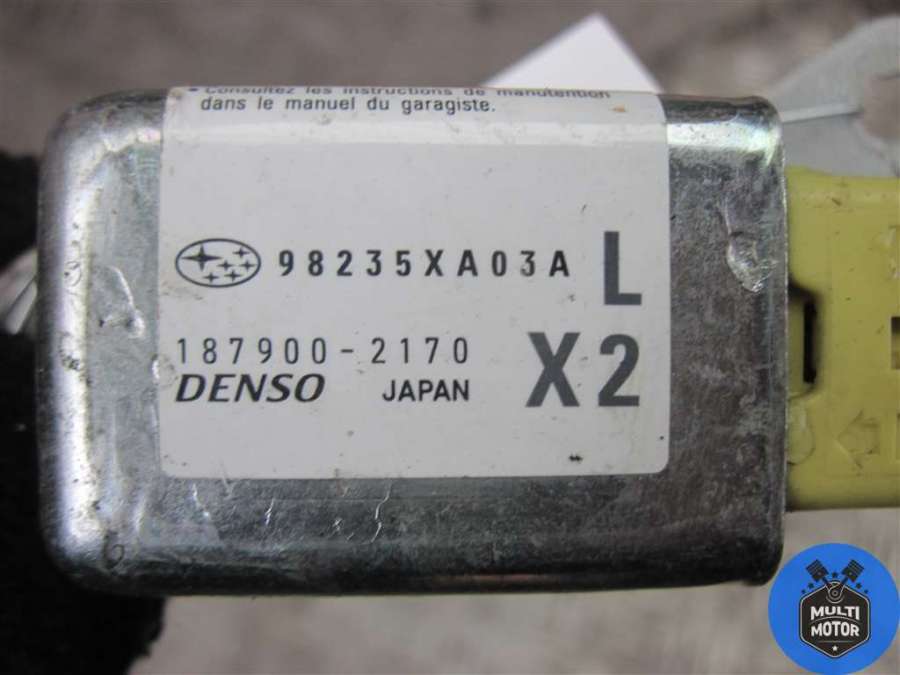 • Consultez les instructions de manutention
dans le manuel du garagiste.
98235XA03A L
187900-2170 X2
DENSO JAPAN
MULTI
MOTOR